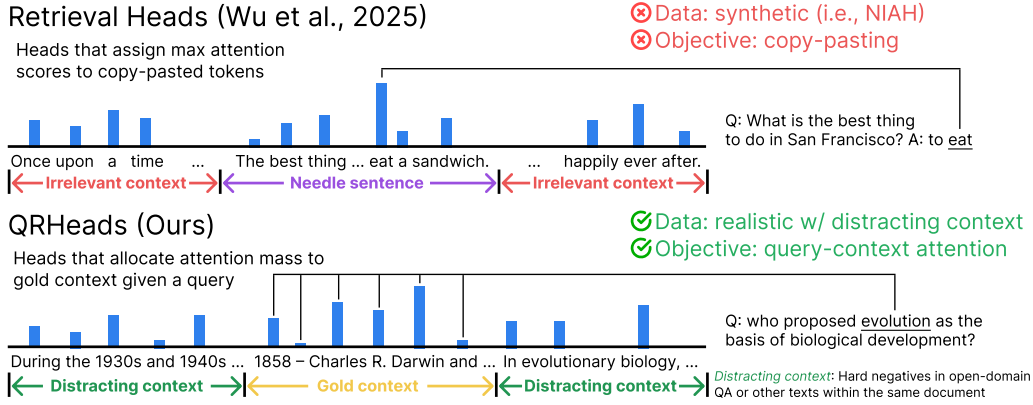 Retrieval Heads (Wu et al., 2025)
Data: synthetic (i.e., NIAH)
Objective: copy-pasting
Heads that assign max attention
scores to copy-pasted tokens
Q: What is the best thing
to do in San Francisco? A: to eat
Once upon a time ... The best thing ... eat a sandwich. ... happily ever after.
Irrelevant context Needle sentence Irrelevant context
QRHeads (Ours)
Data: realistic w/ distracting context
Objective: query-context attention
Heads that allocate attention mass to
gold context given a query
Q: who proposed evolution as the
basis of biological development?
During the 1930s and 1940s ... 1858 – Charles R. Darwin and ... In evolutionary biology, ...
Distracting context Gold context Distracting context
Distracting context: Hard negatives in open-domain
QA or other texts within the same document